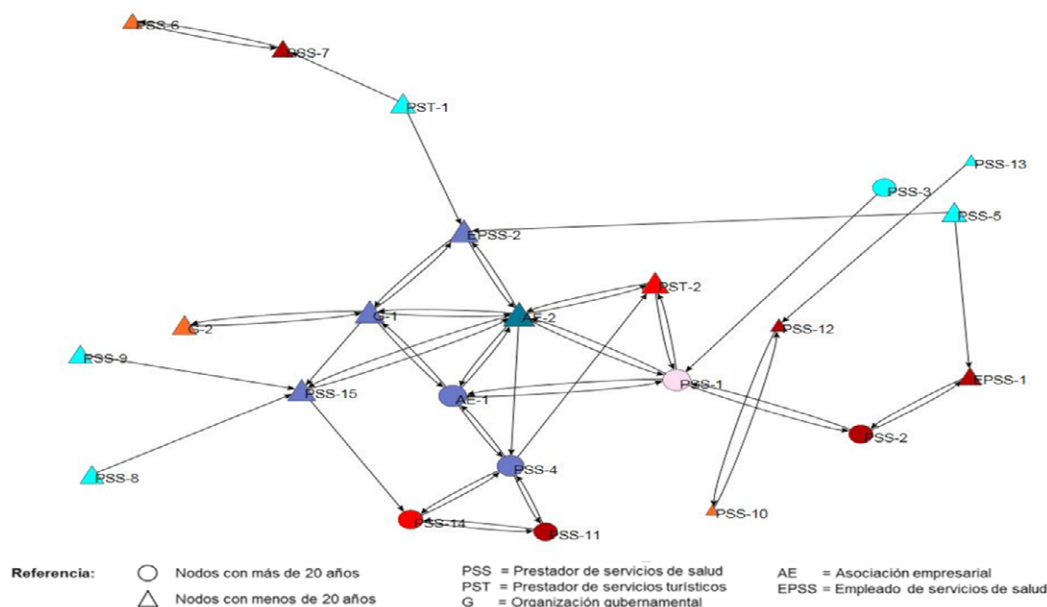 PSS-6
PSS-7
PST-1
PSS-13
PSS-3
PSS-5
EPSS-2
PST-2
G-1
AE-2
G-2
PSS-12
PSS-9
PSS-1
EPSS-1
PSS-15
AE-1
PSS-2
PSS-4
PSS-8
PSS-10
PSS-14
PSS-11
Referencia: Nodos con más de 20 años PSS = Prestador de servicios de salud AE = Asociación empresarial
PST = Prestador de servicios turísticos EPSS = Empleado de servicios de salud
Nodos con menos de 20 años G = Organización gubernamental